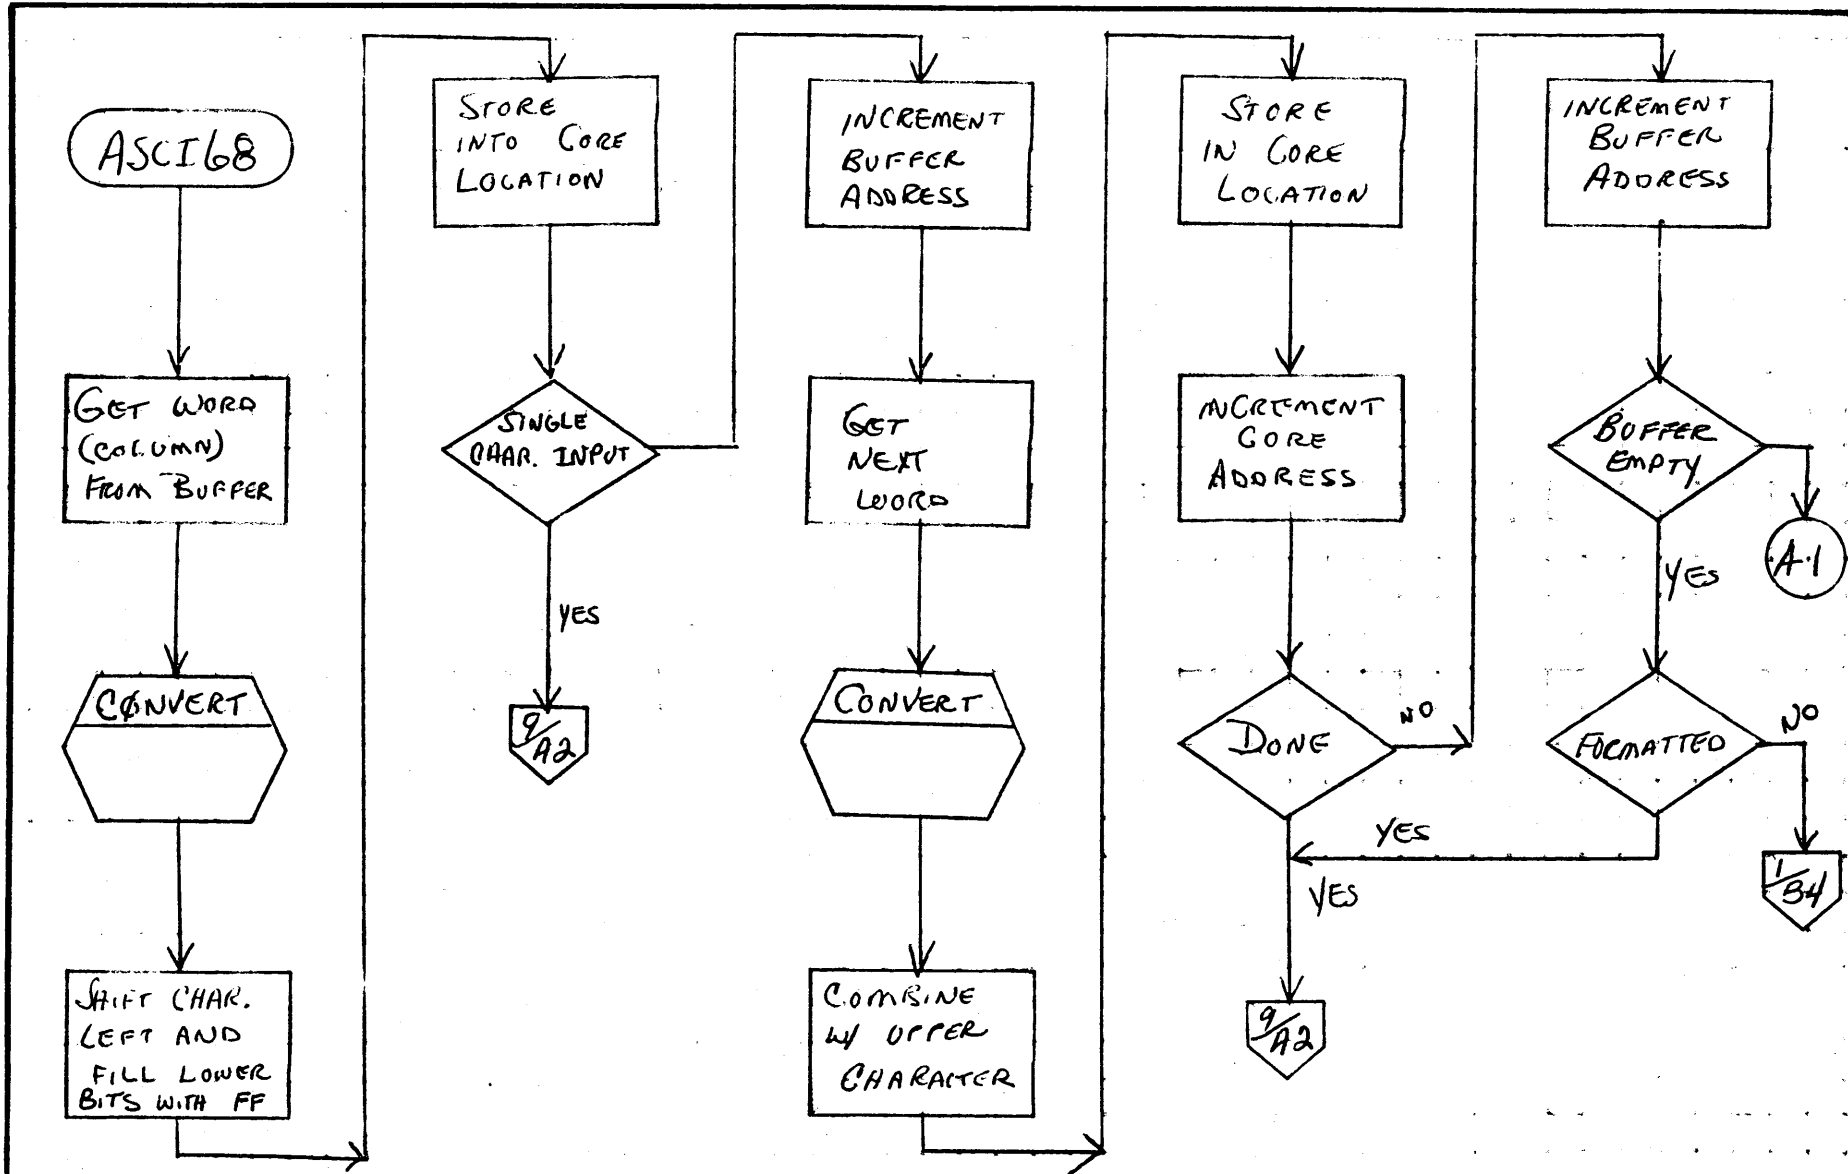 ASCI68
GET WORD
(COLUMN)
FROM BUFFER
CØNVERT
SHIFT CHAR.
LEFT AND
FILL LOWER
BITS WITH FF
STORE
INTO CORE
LOCATION
SINGLE
CHAR. INPUT
YES
9/A2
INCREMENT
BUFFER
ADDRESS
GET
NEXT
WORD
CONVERT
COMBINE
W/ UPPER
CHARACTER
STORE
IN CORE
LOCATION
INCREMENT
CORE
ADDRESS
DONE
NO
YES
YES
9/A2
INCREMENT
BUFFER
ADDRESS
BUFFER
EMPTY
A.1
YES
FORMATTED
NO
1/B4